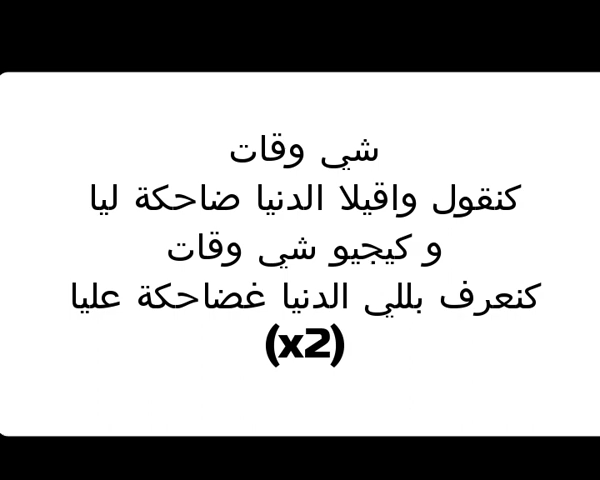 شي وقات
كنقول واقيلا الدنيا ضاحكة ليا
و كيجيو شي وقات
كنعرف بللي الدنيا غضاحكة عليا
(x2)